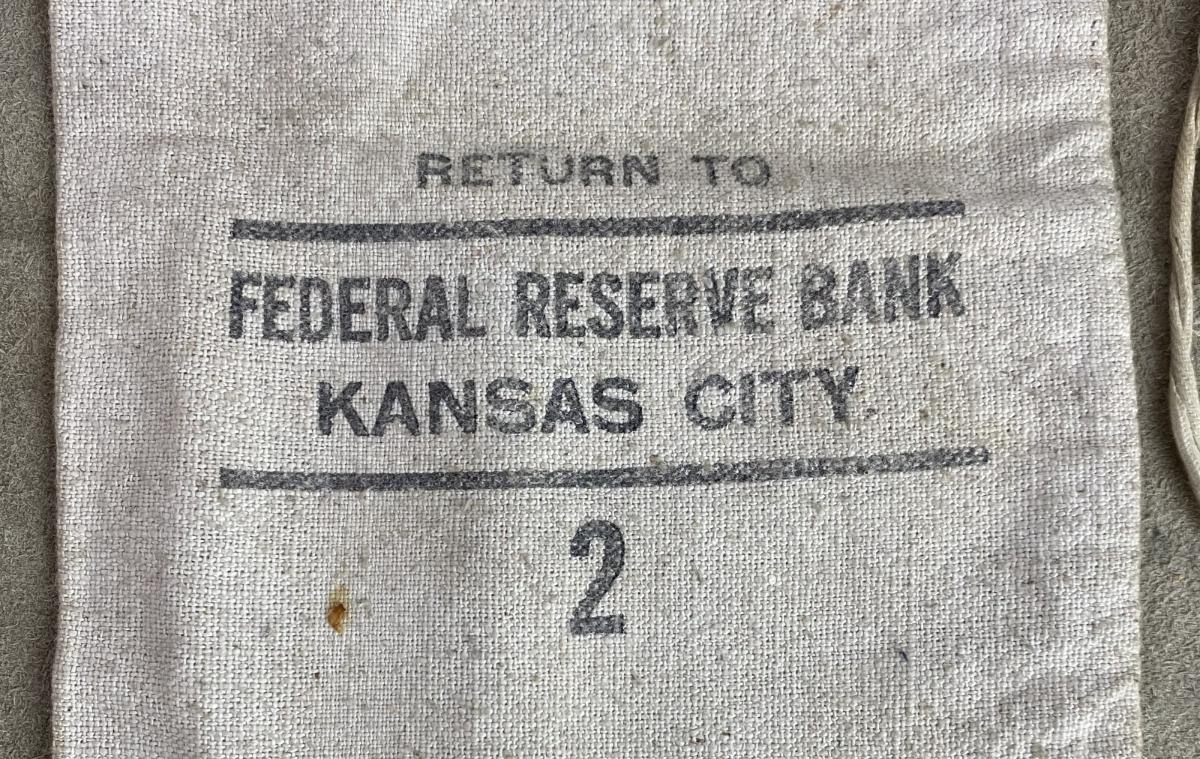 RETURN TO
FEDERAL RESERVE BANK
KANSAS CITY
2